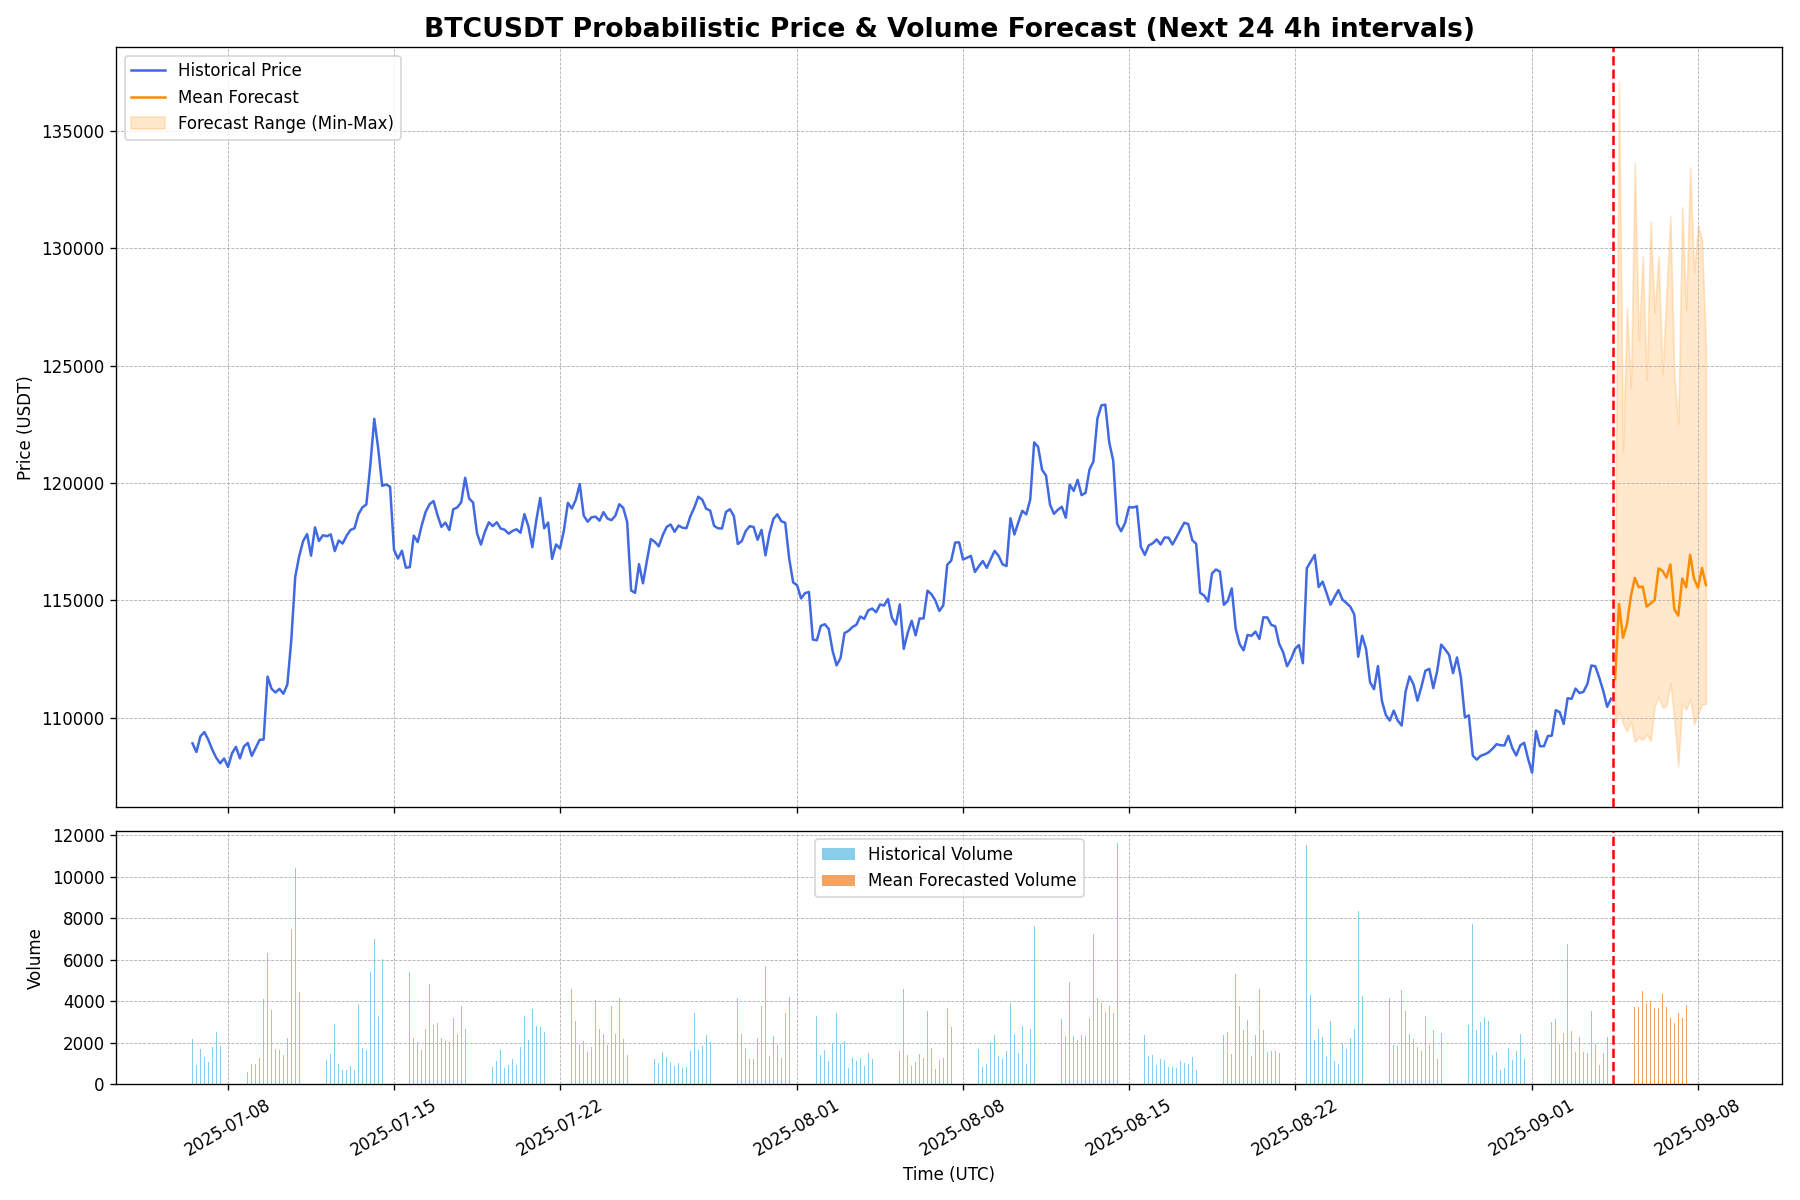 BTCUSDT Probabilistic Price & Volume Forecast (Next 24 4h intervals)
Historical Price
Mean Forecast
Forecast Range (Min-Max)
135000
130000
125000
120000
115000
110000
Price (USDT)
Historical Volume
Mean Forecasted Volume
12000
10000
8000
6000
4000
2000
0
Volume
2025-07-08
2025-07-15
2025-07-22
2025-08-01
2025-08-08
2025-08-15
2025-08-22
2025-09-01
2025-09-08
Time (UTC)